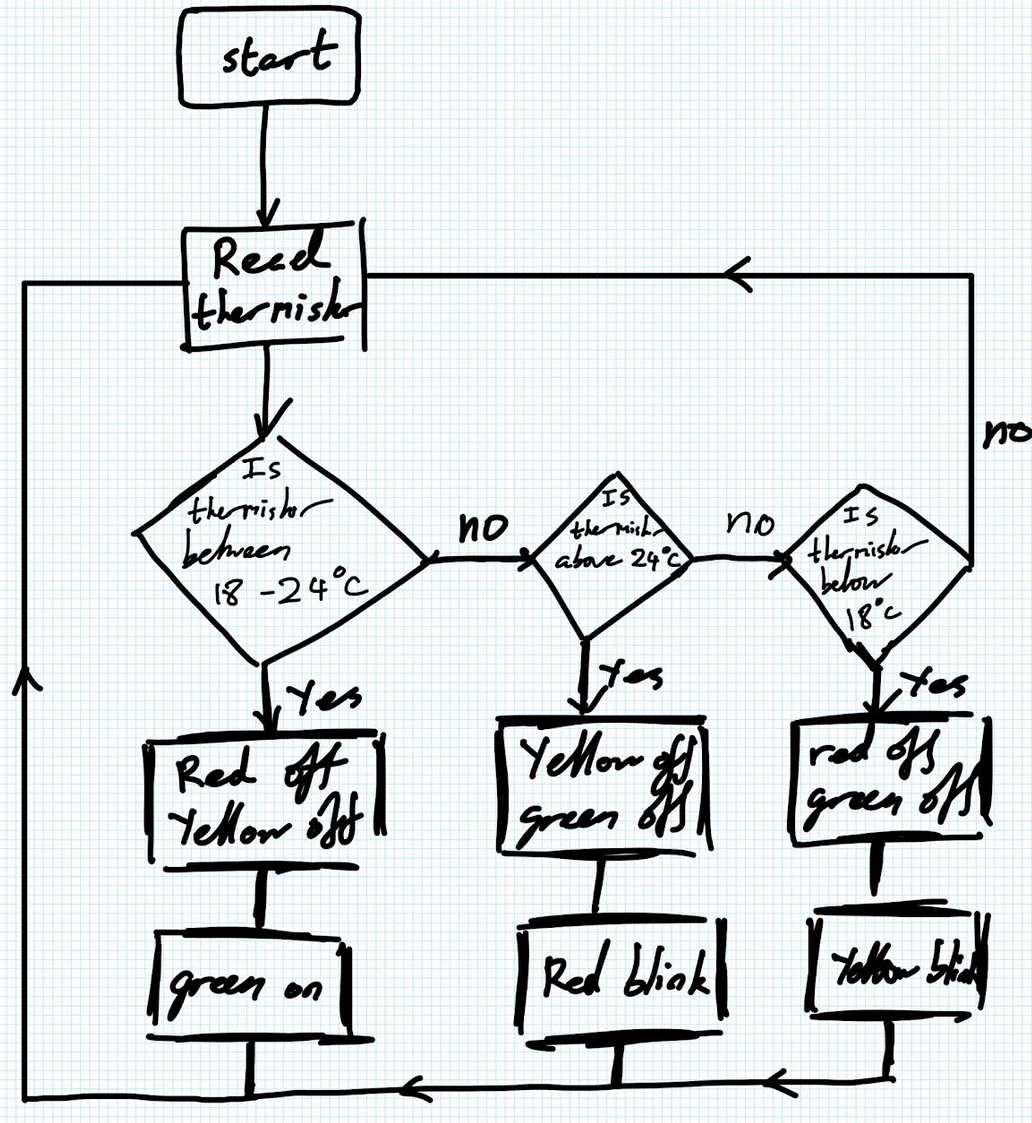 start
Read
thermistor
no
Is
thermistor
between
18 - 24°C
no
Is
thermistor
above 24°C
no
Is
thermistor
below
18°C
Yes
Yes
Yes
Red off
Yellow off
Yellow off
green off
red off
green off
green on
Red blink
Yellow blink